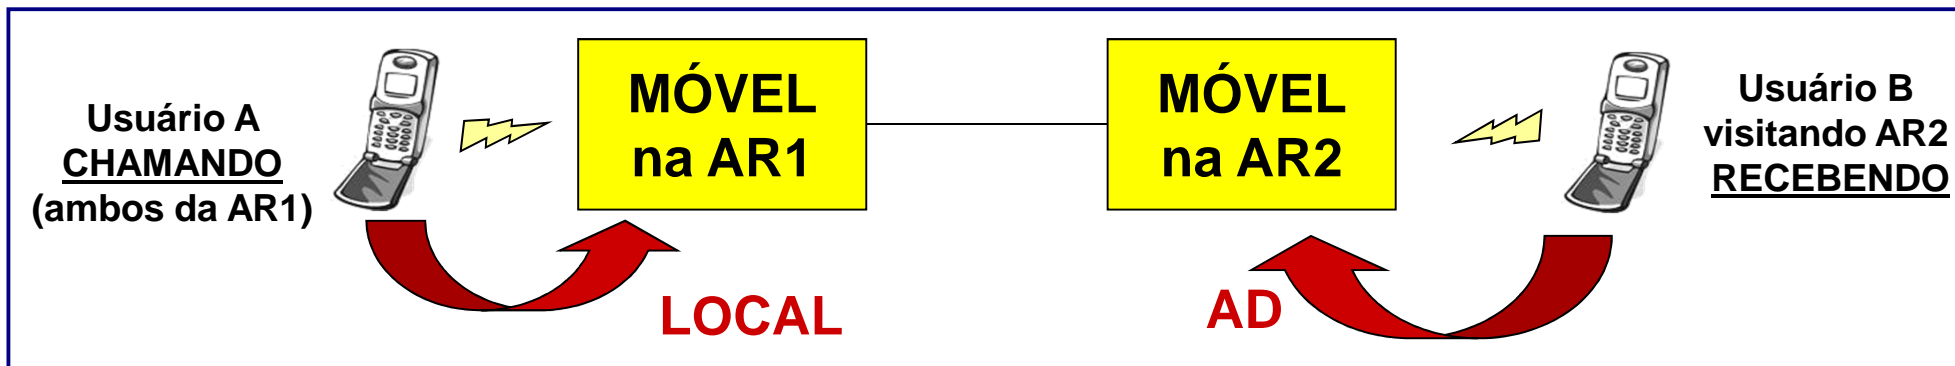 Usuário A
CHAMANDO
(ambos da AR1)
MÓVEL
na AR1
LOCAL
MÓVEL
na AR2
AD
Usuário B
visitando AR2
RECEBENDO